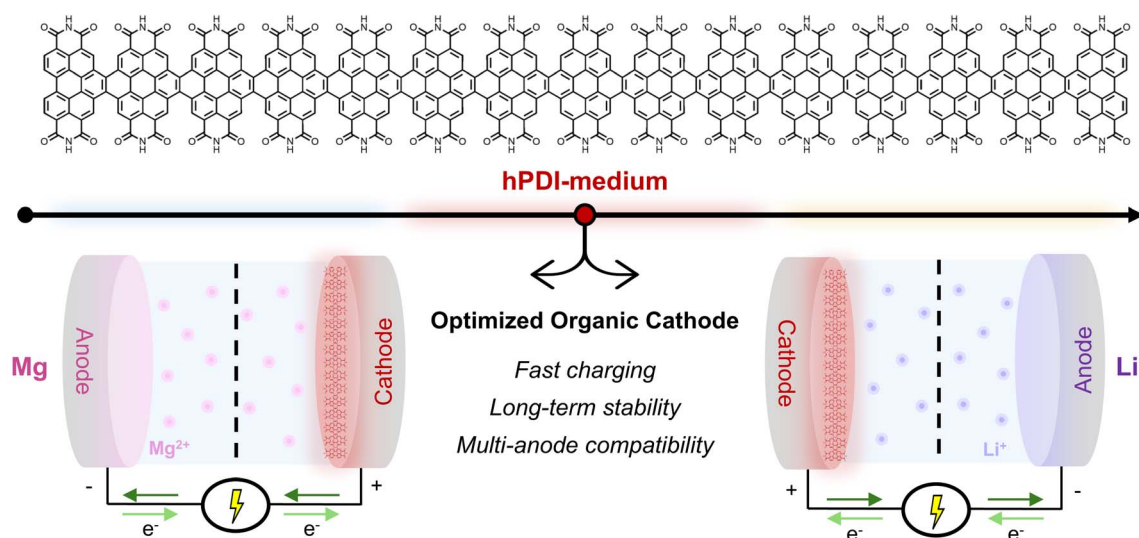 H H H H H H H H H H H H H H H
O N O O N O O N O O N O O N O O N O O N O O N O O N O O N O O N O O N O O N O O N O O N O
O N O O N O O N O O N O O N O O N O O N O O N O O N O O N O O N O O N O O N O O N O O N O
H H H H H H H H H H H H H H H
hPDI-medium
Mg
Anode
Mg²⁺
Cathode
-
+
e⁻
e⁻
Optimized Organic Cathode
Fast charging
Long-term stability
Multi-anode compatibility
Cathode
Li⁺
Anode
Li
+
-
e⁻
e⁻